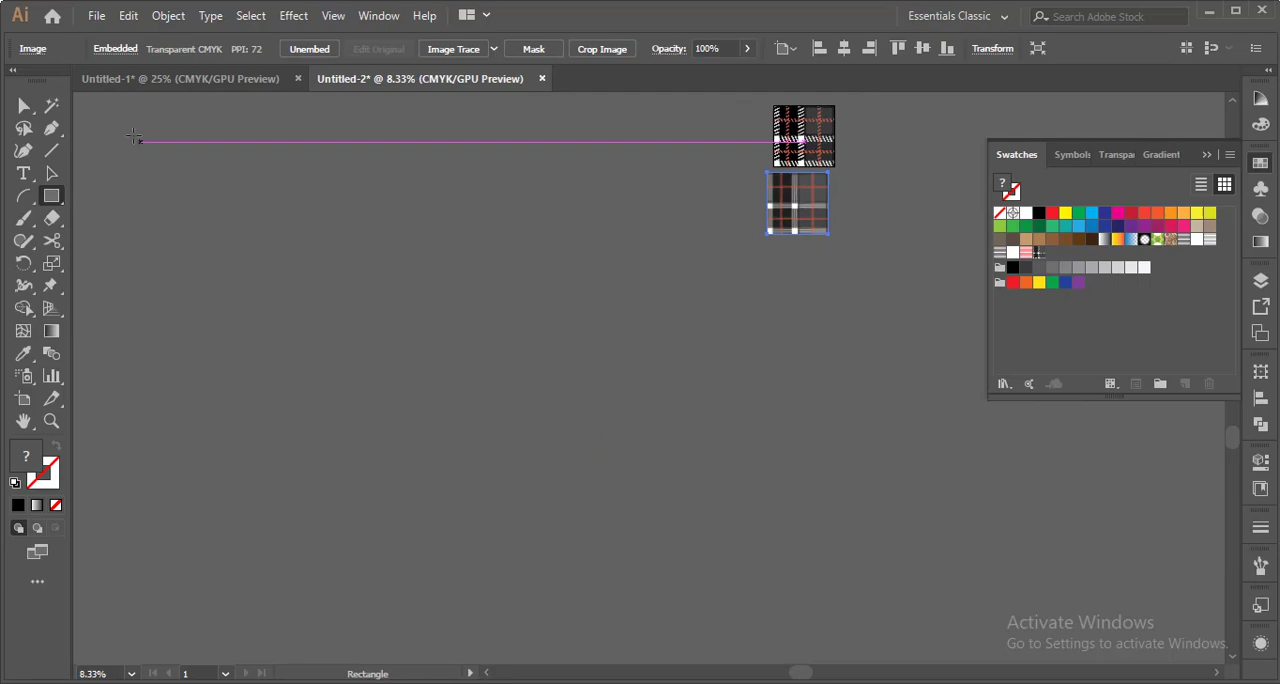 Ai File Edit Object Type Select Effect View Window Help Essentials Classic Search Adobe Stock
Image Embedded Transparent CMYK PPI: 72 Unembed Edit Original Image Trace Mask Crop Image Opacity: 100% Transform
Untitled-1* @ 25% (CMYK/GPU Preview) Untitled-2* @ 8.33% (CMYK/GPU Preview)
Swatches Symbols Transpar Gradient
?
?
Activate Windows
Go to Settings to activate Windows.
8.33% 1 Rectangle